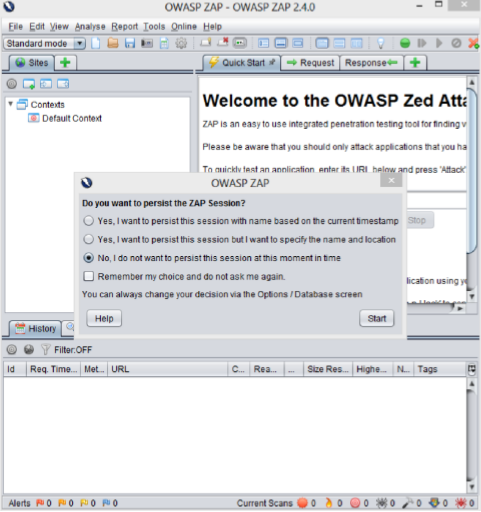 OWASP ZAP - OWASP ZAP 2.4.0
File Edit View Analyse Report Tools Online Help
Standard mode
Sites
Quick Start Request Response
Contexts
Default Context
Welcome to the OWASP Zed Atta
ZAP is an easy to use integrated penetration testing tool for finding v
Please be aware that you should only attack applications that you ha
To quickly test an application, enter its URL below and press 'Attack'
OWASP ZAP
Do you want to persist the ZAP Session?
Yes, I want to persist this session with name based on the current timestamp
Stop
Yes, I want to persist this session but I want to specify the name and location
No, I do not want to persist this session at this moment in time
Remember my choice and do not ask me again.
lication using yo
You can always change your decision via the Options / Database screen
Help Start
History
Filter:OFF
Id Req. Time... Met... URL C... Rea... ... Size Res... Highe... N... Tags
Alerts 0 0 0 0 Current Scans 0 0 0 0 0 0 0